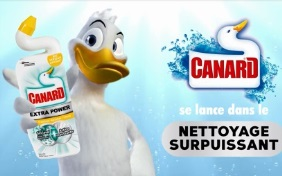 CANARD
EXTRA POWER
CANARD
se lance dans le
NETTOYAGE
SURPUISSANT